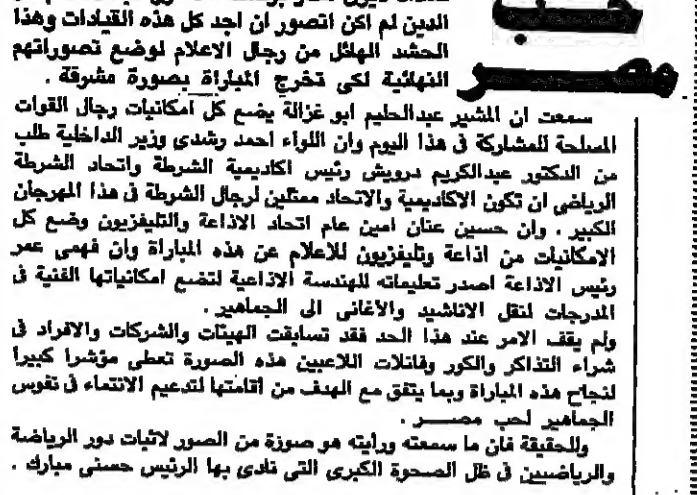 حب
مصر
الذين لم اكن اتصور ان اجد كل هذه القيادات وهذا
الحشد الهائل من رجال الاعلام لوضع تصوراتهم
النهائية لكى تخرج المباراة بصورة مشرقة .
سمعت ان المشير عبدالحليم ابو غزالة يضع كل امكانيات رجال القوات
المسلحة للمشاركة فى هذا اليوم وان اللواء احمد رشدى وزير الداخلية طلب
من الدكتور عبدالكريم درويش رئيس اكاديمية الشرطة واتحاد الشرطة
الرياضى ان تكون الاكاديمية والاتحاد ممثلين لرجال الشرطة فى هذا المهرجان
الكبير . وان حسين عنان امين عام اتحاد الاذاعة والتليفزيون وضع كل
الامكانيات من اذاعة وتليفزيون للاعلام عن هذه المباراة وان فهمى عمر
رئيس الاذاعة اصدر تعليماته للهندسة الاذاعية لتضع امكانياتها الفنية فى
المدرجات لنقل الاناشيد والأغانى الى الجماهير .
ولم يقف الامر عند هذا الحد فقد تسابقت الهيئات والشركات والافراد فى
شراء التذاكر والكور وفانلات اللاعبين هذه الصورة تعطى مؤشرا كبيرا
لنجاح هذه المباراة وبما يتفق مع الهدف من اقامتها لتدعيم الانتماء فى نفوس
الجماهير لحب مصـــر .
والحقيقة فان ما سمعته ورايته هو صورة من الصور لاثبات دور الرياضة
والرياضيين فى ظل الصحوة الكبرى التى نادى بها الرئيس حسنى مبارك .